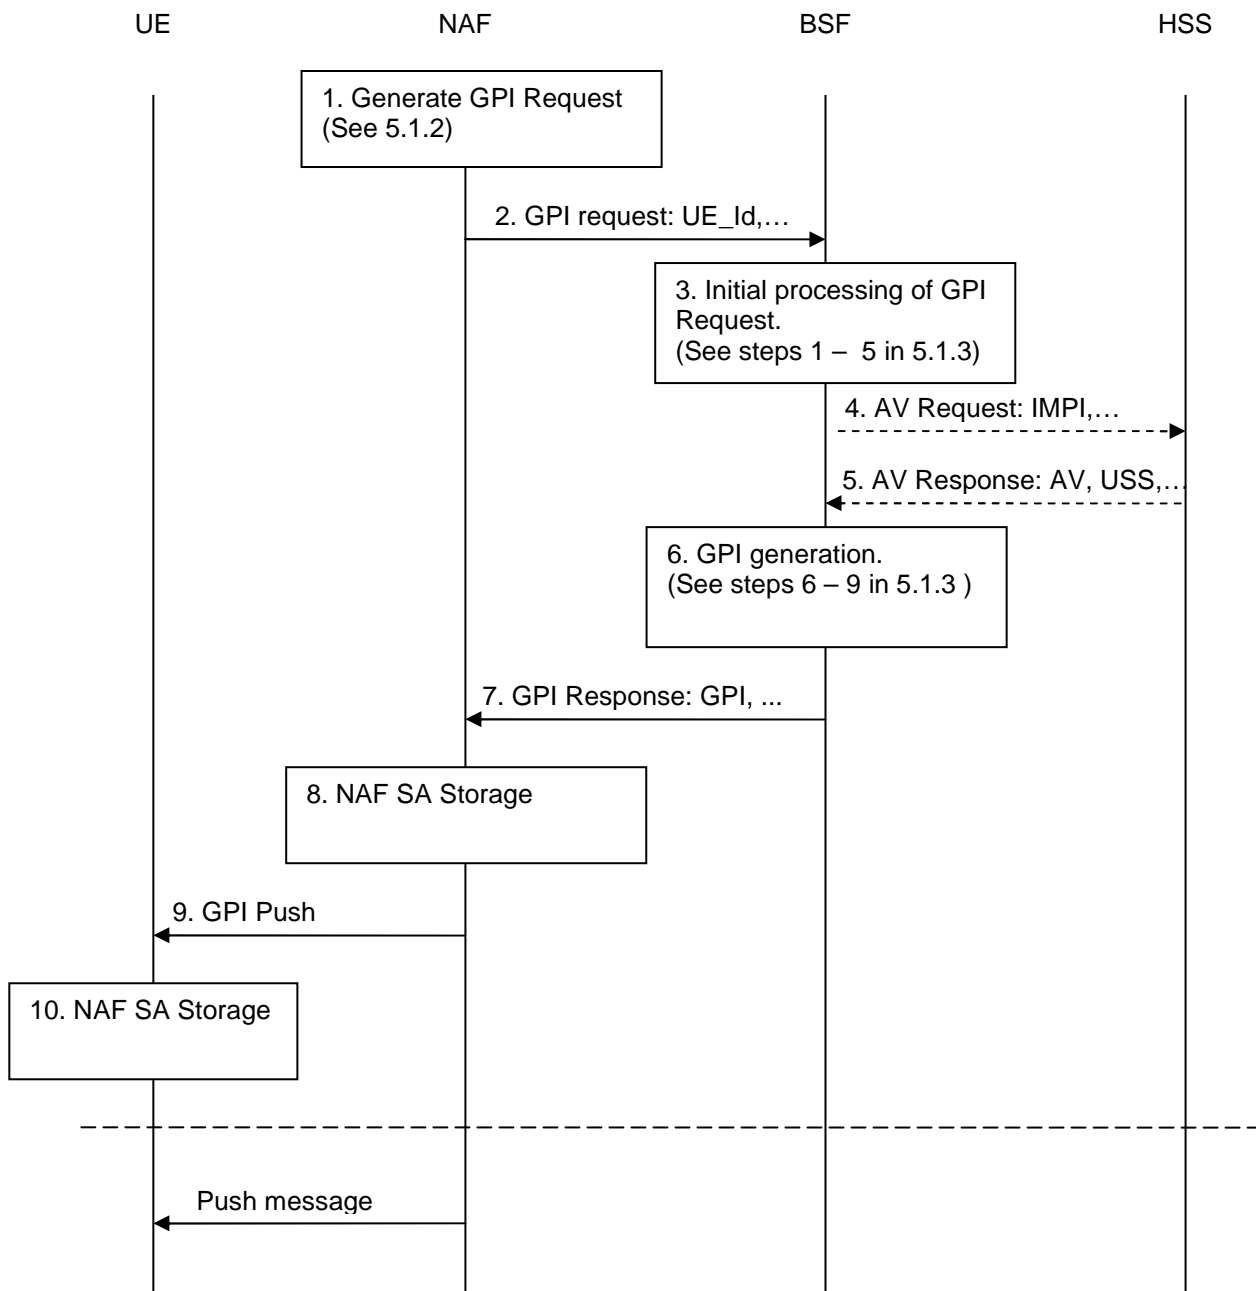 UE NAF BSF HSS
1. Generate GPI Request
(See 5.1.2)
2. GPI request: UE_Id,…
3. Initial processing of GPI
Request.
(See steps 1 – 5 in 5.1.3)
4. AV Request: IMPI,…
5. AV Response: AV, USS,…
6. GPI generation.
(See steps 6 – 9 in 5.1.3 )
7. GPI Response: GPI, ...
8. NAF SA Storage
9. GPI Push
10. NAF SA Storage
Push message